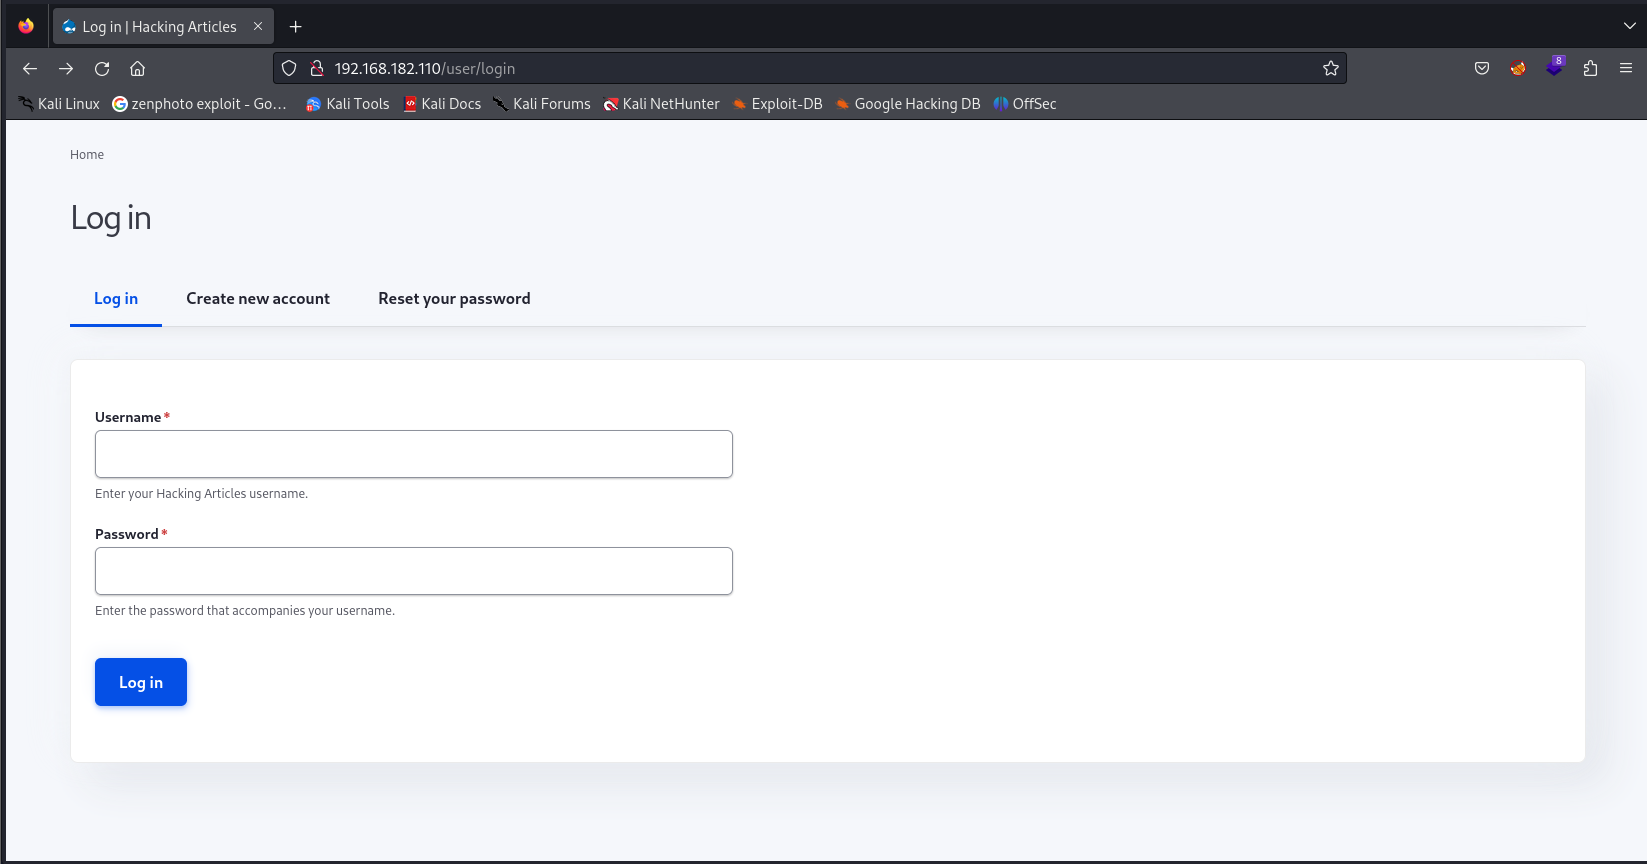 Log in | Hacking Articles
192.168.182.110/user/login
8
Kali Linux zenphoto exploit - Go… Kali Tools Kali Docs Kali Forums Kali NetHunter Exploit-DB Google Hacking DB OffSec
Home
Log in
Log in Create new account Reset your password
Username*
Enter your Hacking Articles username.
Password*
Enter the password that accompanies your username.
Log in